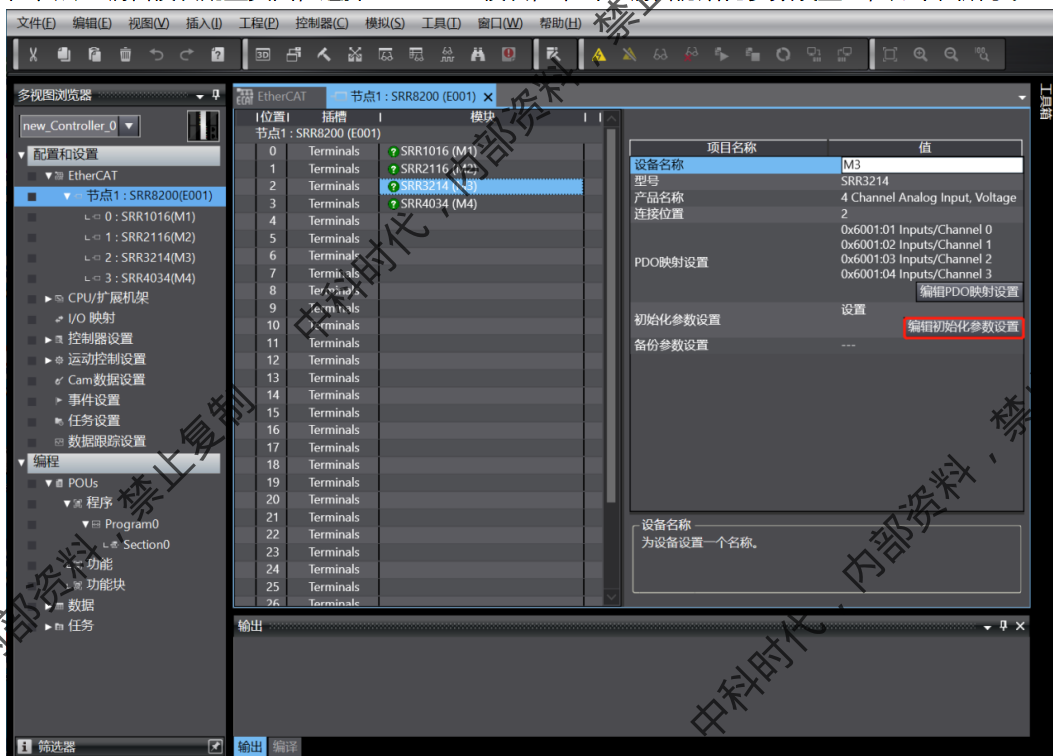 文件(F) 编辑(E) 视图(V) 插入(I) 工程(P) 控制器(C) 模拟(S) 工具(T) 窗口(W) 帮助(H)
多视图浏览器
new_Controller_0
配置和设置
EtherCAT
节点1 : SRR8200(E001)
0 : SRR1016(M1)
1 : SRR2116(M2)
2 : SRR3214(M3)
3 : SRR4034(M4)
CPU/扩展机架
I/O 映射
控制器设置
运动控制设置
Cam数据设置
事件设置
任务设置
数据跟踪设置
编程
POUs
程序
Program0
Section0
功能
功能块
数据
任务
筛选器
EtherCAT 节点1 : SRR8200 (E001)
位置 插槽 模块
节点1 : SRR8200 (E001)
0 Terminals SRR1016 (M1)
1 Terminals SRR2116 (M2)
2 Terminals SRR3214 (M3)
3 Terminals SRR4034 (M4)
4 Terminals
5 Terminals
6 Terminals
7 Terminals
8 Terminals
9 Terminals
10 Terminals
11 Terminals
12 Terminals
13 Terminals
14 Terminals
15 Terminals
16 Terminals
17 Terminals
18 Terminals
19 Terminals
20 Terminals
21 Terminals
22 Terminals
23 Terminals
24 Terminals
25 Terminals
26 Terminals
项目名称 值
设备名称 M3
型号 SRR3214
产品名称 4 Channel Analog Input, Voltage
连接位置 2
PDO映射设置
0x6001:01 Inputs/Channel 0
0x6001:02 Inputs/Channel 1
0x6001:03 Inputs/Channel 2
0x6001:04 Inputs/Channel 3
编辑PDO映射设置
初始化参数设置 设置
编辑初始化参数设置
备份参数设置 ---
设备名称
为设备设置一个名称。
工具箱
输出
输出 编译
中科时代，内部资料，禁止
内部资料，禁止复制
中科时代，内部资料，禁